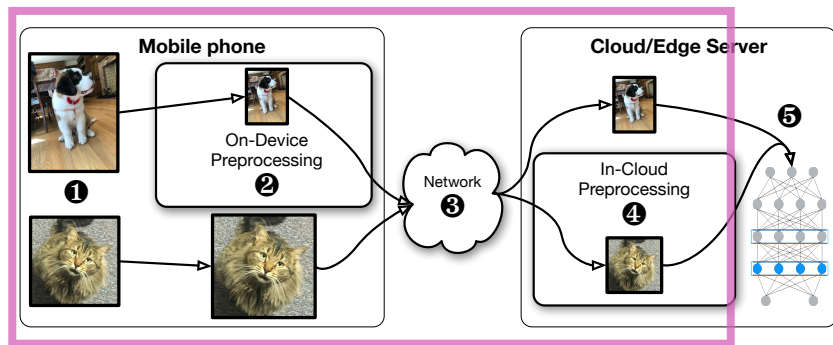 Mobile phone
Cloud/Edge Server
On-Device
Preprocessing
❷
❶
Network
❸
In-Cloud
Preprocessing
❹
❺